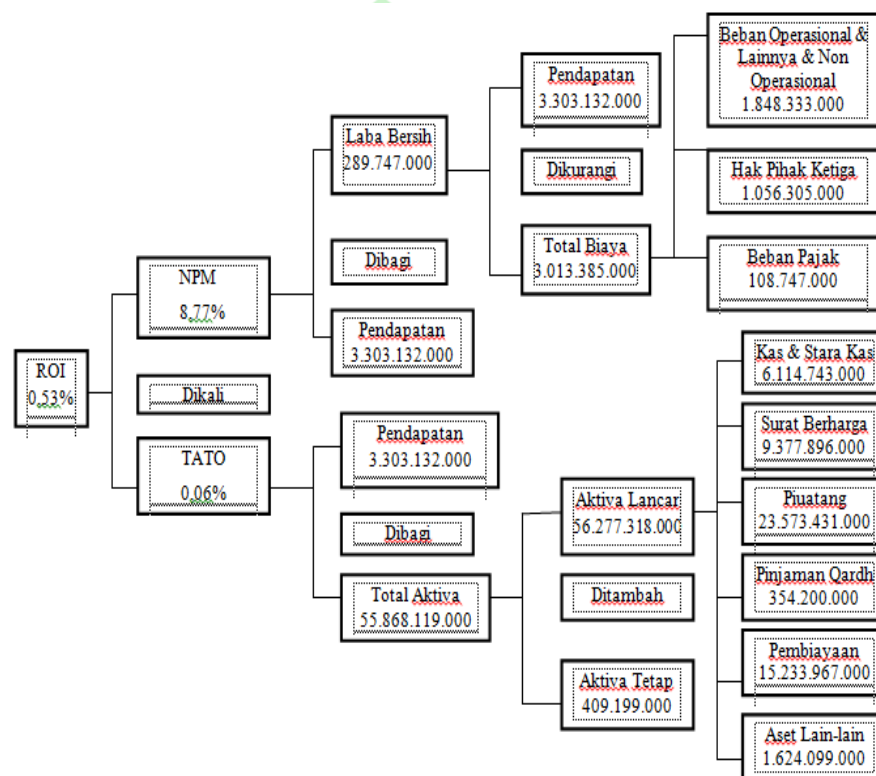 ROI
0,53%
NPM
8,77%
Dikali
TATO
0,06%
Laba Bersih
289.747.000
Dibagi
Pendapatan
3.303.132.000
Pendapatan
3.303.132.000
Dibagi
Total Aktiva
55.868.119.000
Pendapatan
3.303.132.000
Dikurangi
Total Biaya
3.013.385.000
Aktiva Lancar
56.277.318.000
Ditambah
Aktiva Tetap
409.199.000
Beban Operasional &
Lainnya & Non
Operasional
1.848.333.000
Hak Pihak Ketiga
1.056.305.000
Beban Pajak
108.747.000
Kas & Stara Kas
6.114.743.000
Surat Berharga
9.377.896.000
Piuatang
23.573.431.000
Pinjaman Qardh
354.200.000
Pembiayaan
15.233.967.000
Aset Lain-lain
1.624.099.000